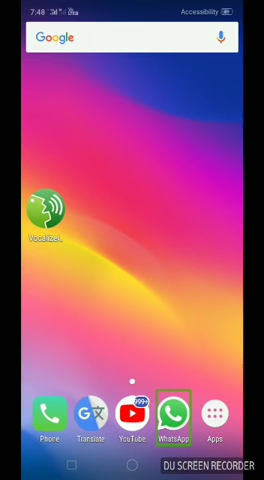 7:48
Accessibility
Google
Vocalizer..
999+
Phone
Translate
YouTube
WhatsApp
Apps
DU SCREEN RECORDER